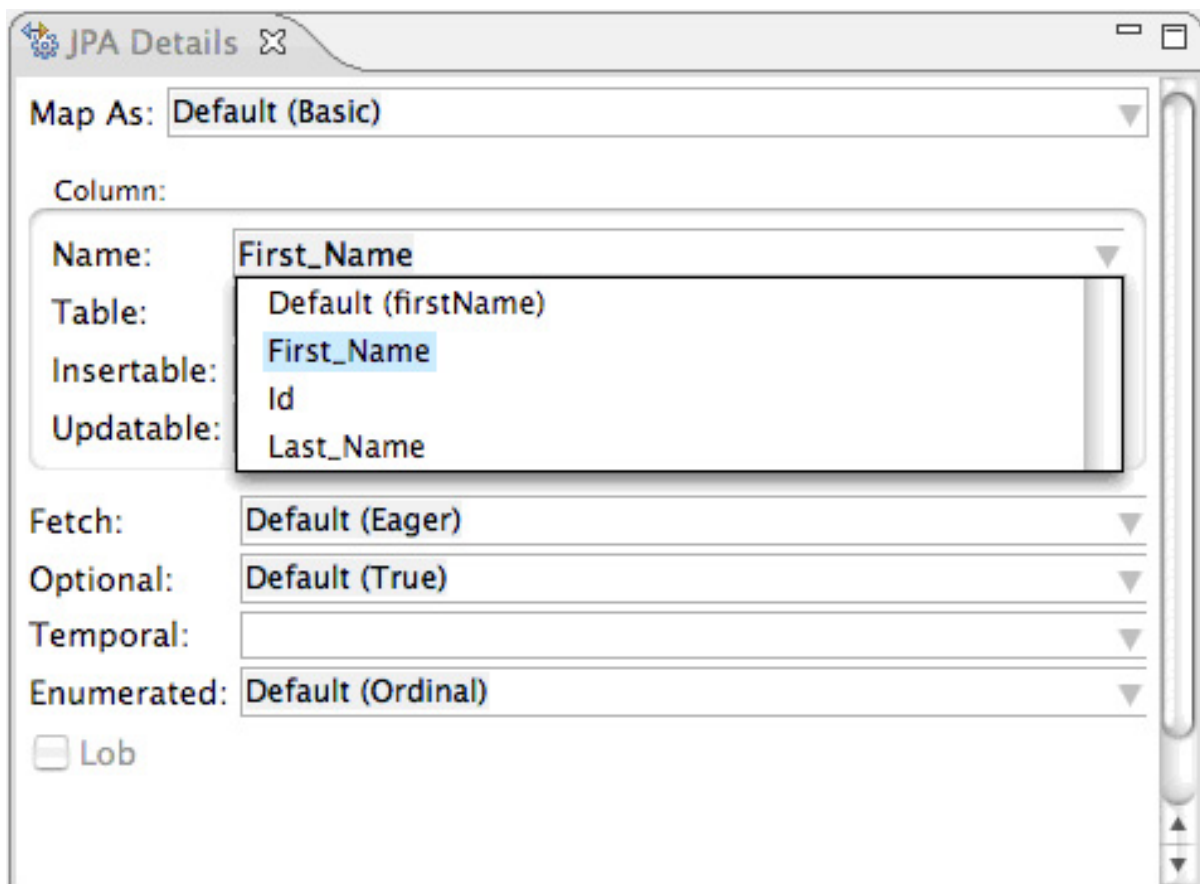 JPA Details
Map As: Default (Basic)
Column:
Name: First_Name
Default (firstName)
Table:
First_Name
Insertable:
Id
Updatable:
Last_Name
Fetch: Default (Eager)
Optional: Default (True)
Temporal:
Enumerated: Default (Ordinal)
Lob